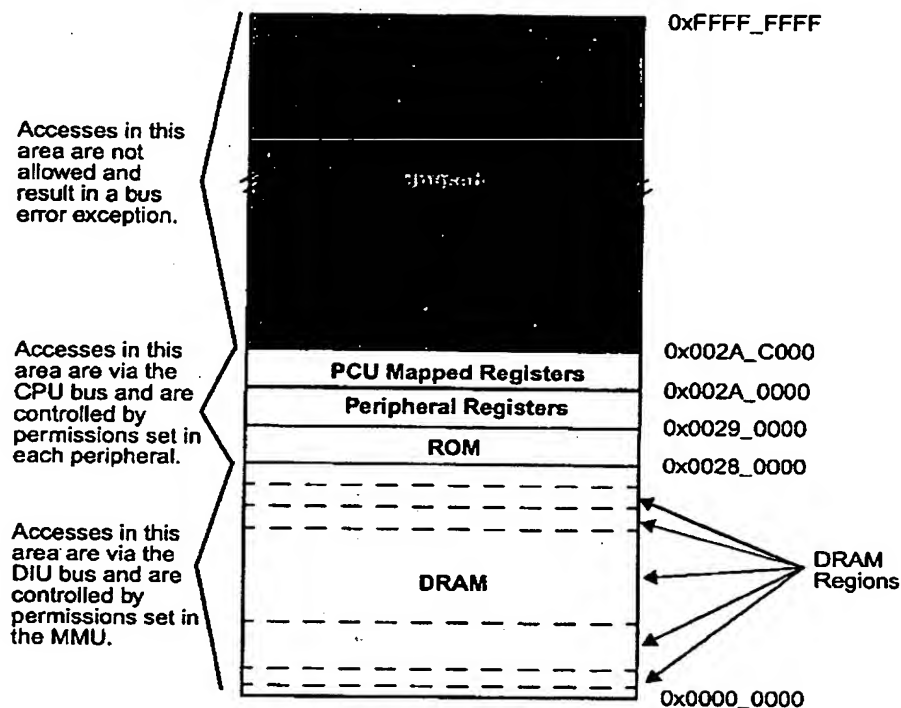 0xFFFF_FFFF
Accesses in this
area are not
allowed and
result in a bus
error exception.
Accesses in this
area are via the
CPU bus and are
controlled by
permissions set in
each peripheral.
0x002A_C000
PCU Mapped Registers
0x002A_0000
Peripheral Registers
0x0029_0000
ROM
0x0028_0000
Accesses in this
area are via the
DIU bus and are
controlled by
permissions set in
the MMU.
DRAM
DRAM
Regions
0x0000_0000